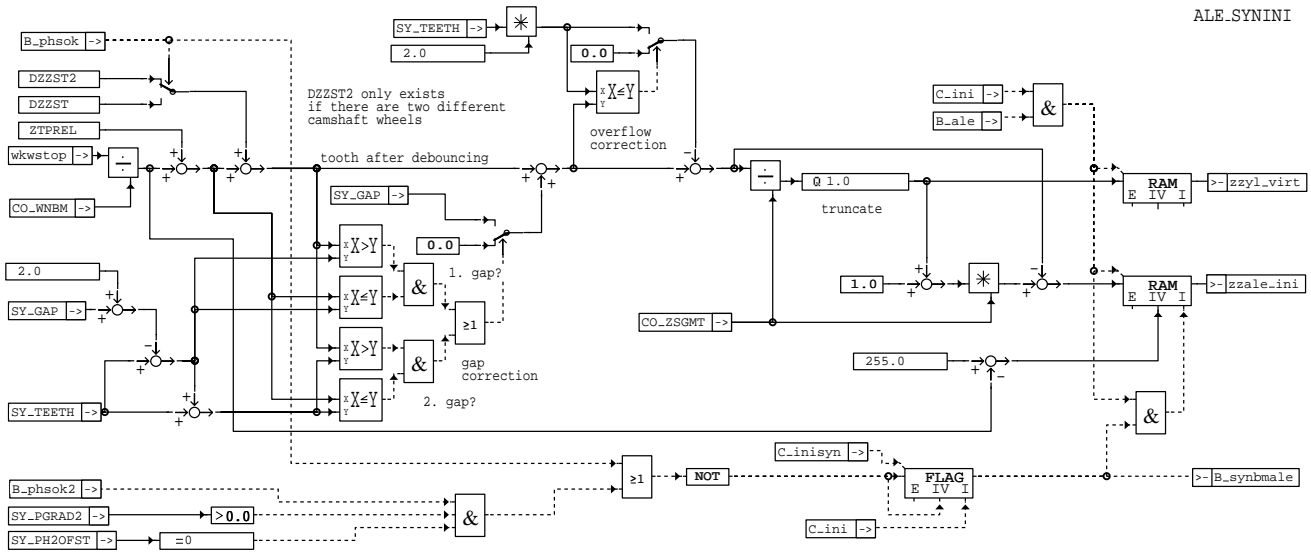 ALE_SYNINI
SY_TEETH ->
*
2.0
0.0
B_phsok ->
DZZST2
DZZST
ZTPREL
wkwstop ->
÷
CO_WNBM ->
DZZST2 only exists
if there are two different
camshaft wheels
X X≤Y
Y
overflow
correction
tooth after debouncing
C_ini ->
B_ale ->
&
÷
Q 1.0
truncate
RAM
E IV I
>- zzyl_virt
SY_GAP ->
0.0
X X>Y
Y
X X≤Y
Y
&
1. gap?
≥1
X X>Y
Y
X X≤Y
Y
&
gap
correction
2. gap?
2.0
SY_GAP ->
SY_TEETH ->
1.0
*
RAM
E IV I
>- zzale_ini
CO_ZSGMT ->
255.0
&
B_phsok2 ->
SY_PGRAD2 ->
>0.0
SY_PH2OFST ->
=0
&
≥1
NOT
C_inisyn ->
FLAG
E IV I
C_ini ->
>- B_synbmale